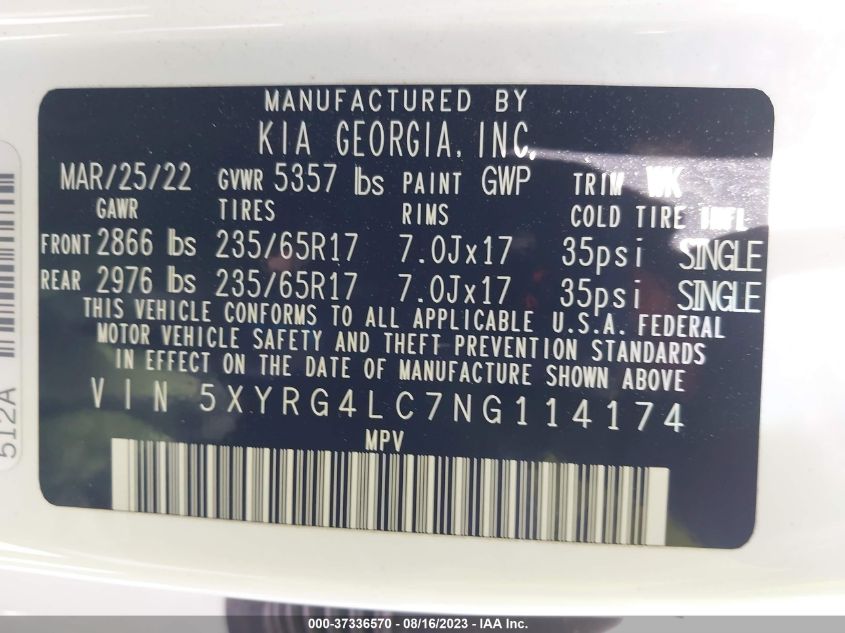 MANUFACTURED BY
KIA GEORGIA, INC.
MAR/25/22 GVWR 5357 lbs PAINT GWP TRIM WK
GAWR TIRES RIMS COLD TIRE INFL
FRONT 2866 lbs 235/65R17 7.0Jx17 35psi SINGLE
REAR 2976 lbs 235/65R17 7.0Jx17 35psi SINGLE
THIS VEHICLE CONFORMS TO ALL APPLICABLE U.S.A. FEDERAL
MOTOR VEHICLE SAFETY AND THEFT PREVENTION STANDARDS
IN EFFECT ON THE DATE OF MANUFACTURE SHOWN ABOVE
VIN 5XYRG4LC7NG114174
MPV
512A
000-37336570 - 08/16/2023 - IAA Inc.